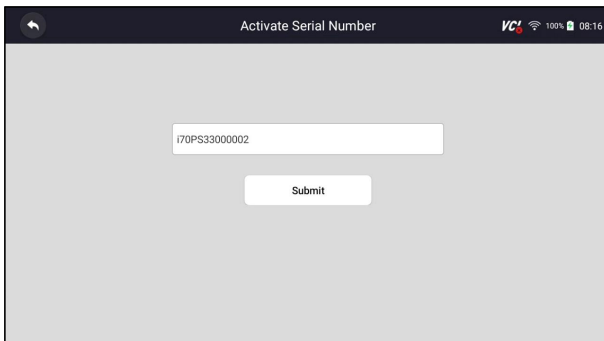 Activate Serial Number
VCI 100% 08:16
i70PS33000002
Submit